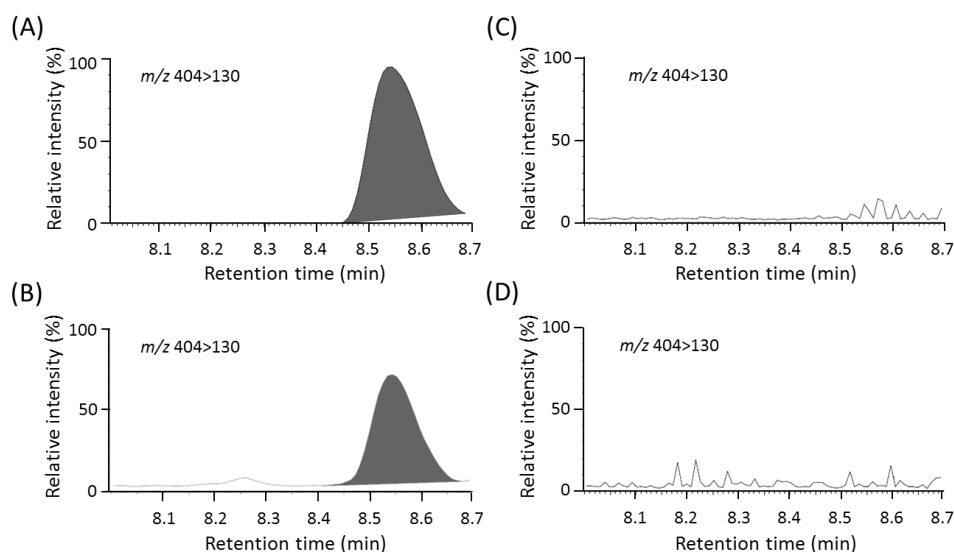 (A)
Relative intensity (%)
100
50
0
m/z 404>130
8.1 8.2 8.3 8.4 8.5 8.6 8.7
Retention time (min)
(B)
Relative intensity (%)
100
50
0
m/z 404>130
8.1 8.2 8.3 8.4 8.5 8.6 8.7
Retention time (min)
(C)
Relative intensity (%)
100
50
0
m/z 404>130
8.1 8.2 8.3 8.4 8.5 8.6 8.7
Retention time (min)
(D)
Relative intensity (%)
100
50
0
m/z 404>130
8.1 8.2 8.3 8.4 8.5 8.6 8.7
Retention time (min)